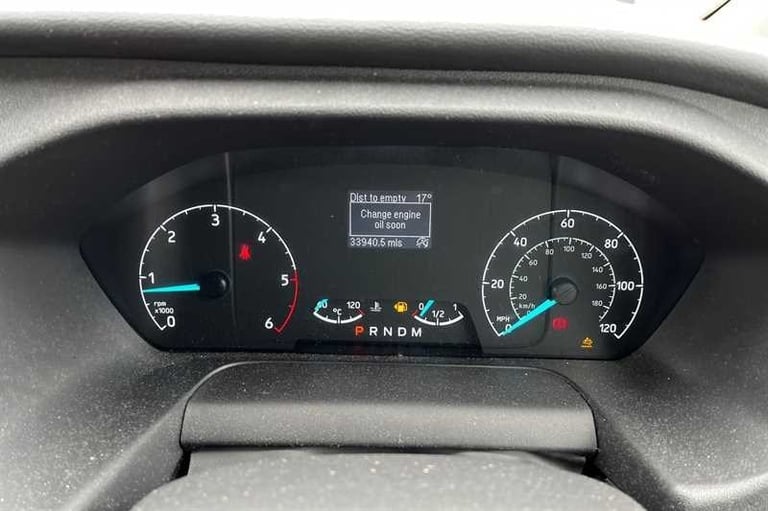 Dist to empty 17°
Change engine
oil soon
33940.5 mls
0 1 2 3 4 5 6
rpm
x1000
0 20 40 60 80 100 120
MPH
km/h
20 40 60 80 100 120 140 160 180
120
°C
0 1/2 1
P R N D M